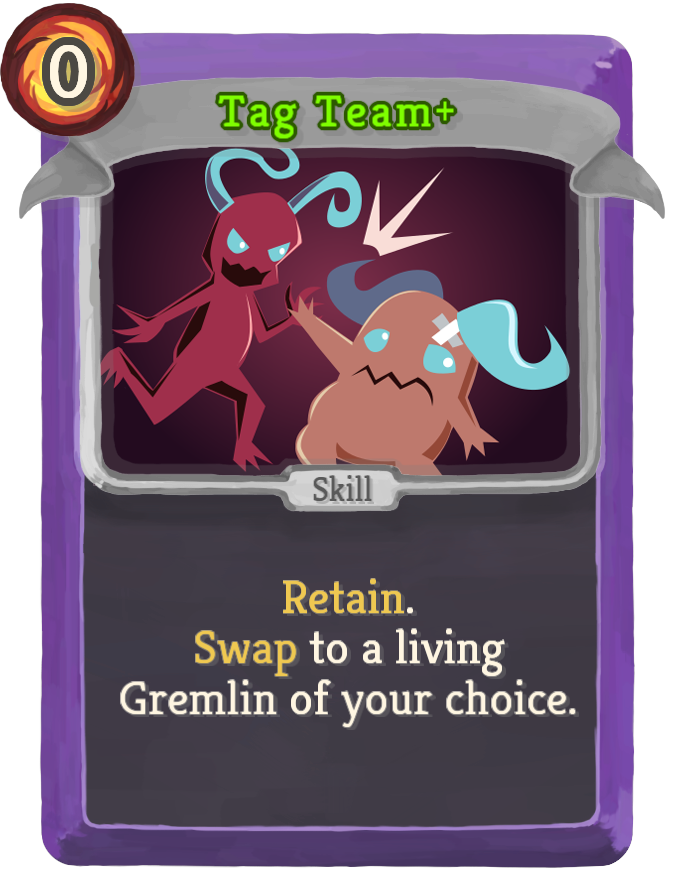 0
Tag Team+
Skill
Retain.
Swap to a living
Gremlin of your choice.